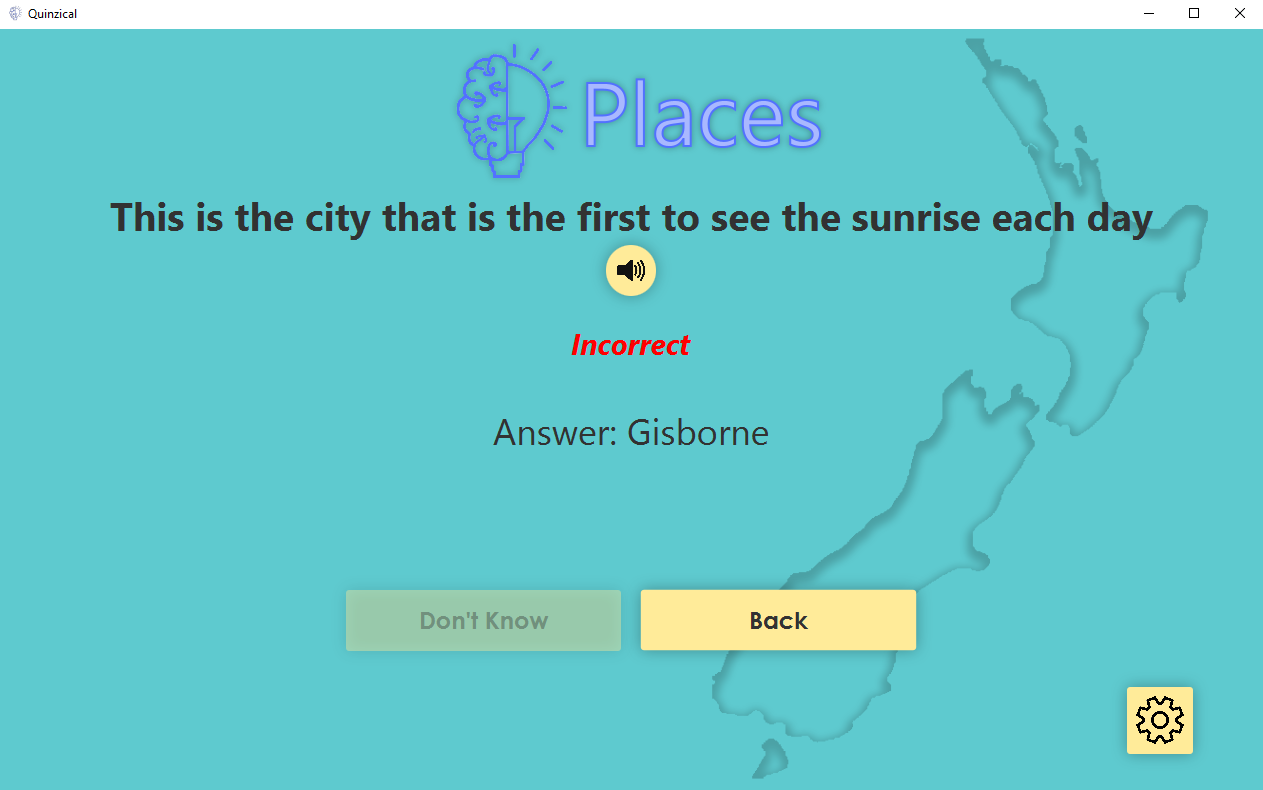 Quinzical
Places
This is the city that is the first to see the sunrise each day
Incorrect
Answer: Gisborne
Don't Know
Back